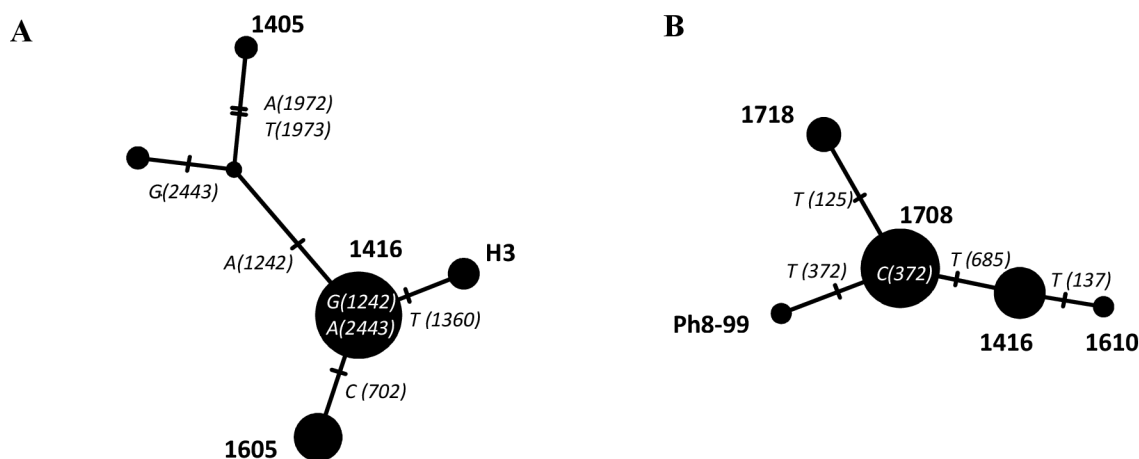 A
1405
A(1972)
T(1973)
G(2443)
A(1242)
1416
H3
G(1242)
A(2443)
T (1360)
C (702)
1605
B
1718
T (125)
1708
T (372)
C(372)
T (685)
T (137)
Ph8-99
1416
1610